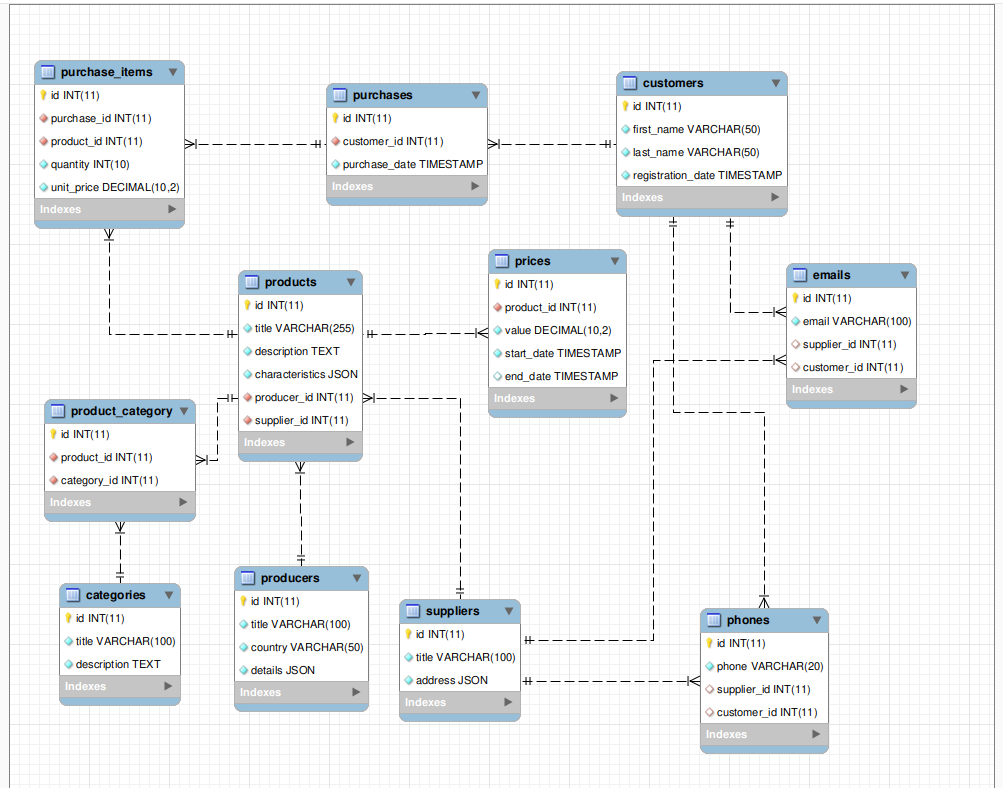 purchase_items
id INT(11)
purchase_id INT(11)
product_id INT(11)
quantity INT(10)
unit_price DECIMAL(10,2)
Indexes
purchases
id INT(11)
customer_id INT(11)
purchase_date TIMESTAMP
Indexes
customers
id INT(11)
first_name VARCHAR(50)
last_name VARCHAR(50)
registration_date TIMESTAMP
Indexes
products
id INT(11)
title VARCHAR(255)
description TEXT
characteristics JSON
producer_id INT(11)
supplier_id INT(11)
Indexes
prices
id INT(11)
product_id INT(11)
value DECIMAL(10,2)
start_date TIMESTAMP
end_date TIMESTAMP
Indexes
emails
id INT(11)
email VARCHAR(100)
supplier_id INT(11)
customer_id INT(11)
Indexes
product_category
id INT(11)
product_id INT(11)
category_id INT(11)
Indexes
categories
id INT(11)
title VARCHAR(100)
description TEXT
Indexes
producers
id INT(11)
title VARCHAR(100)
country VARCHAR(50)
details JSON
Indexes
suppliers
id INT(11)
title VARCHAR(100)
address JSON
Indexes
phones
id INT(11)
phone VARCHAR(20)
supplier_id INT(11)
customer_id INT(11)
Indexes